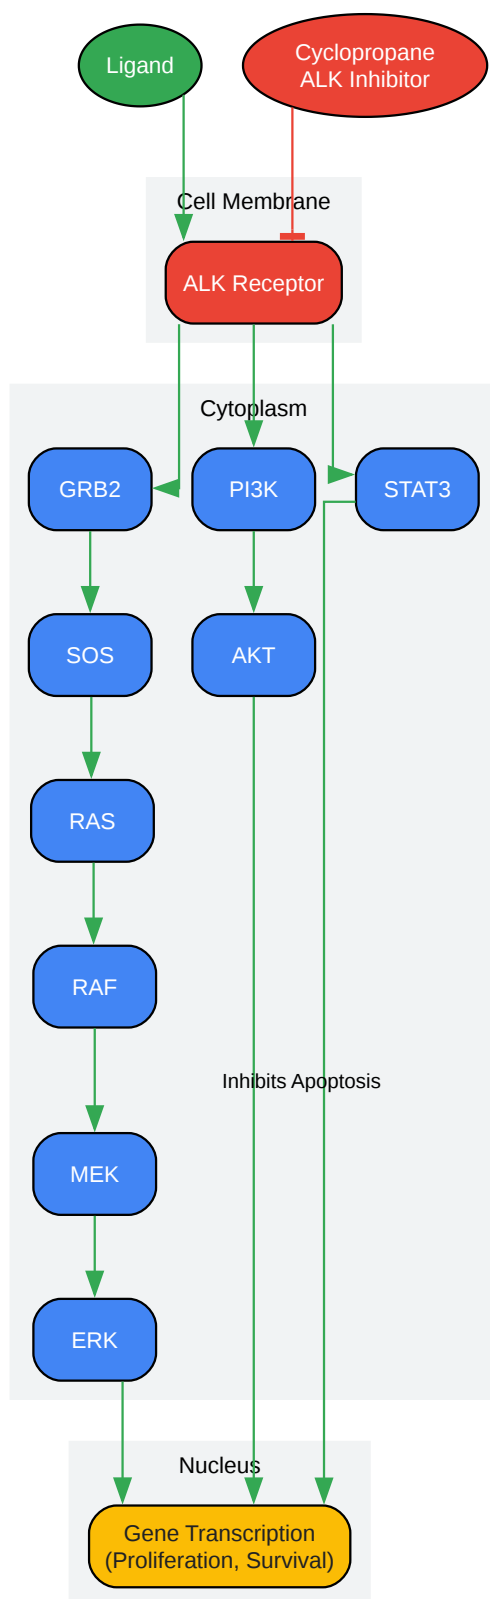 Ligand
Cyclopropane
ALK Inhibitor
Cell Membrane
ALK Receptor
Cytoplasm
GRB2
PI3K
STAT3
SOS
AKT
RAS
RAF
Inhibits Apoptosis
MEK
ERK
Nucleus
Gene Transcription
(Proliferation, Survival)